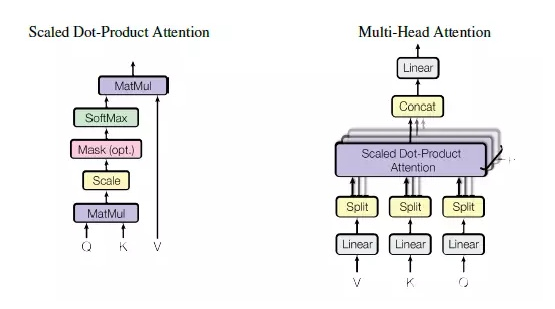 Scaled Dot-Product Attention
MatMul
SoftMax
Mask (opt.)
Scale
MatMul
Q K V
Multi-Head Attention
Linear
Concat
Scaled Dot-Product
Attention
Split Split Split
Linear Linear Linear
V K Q